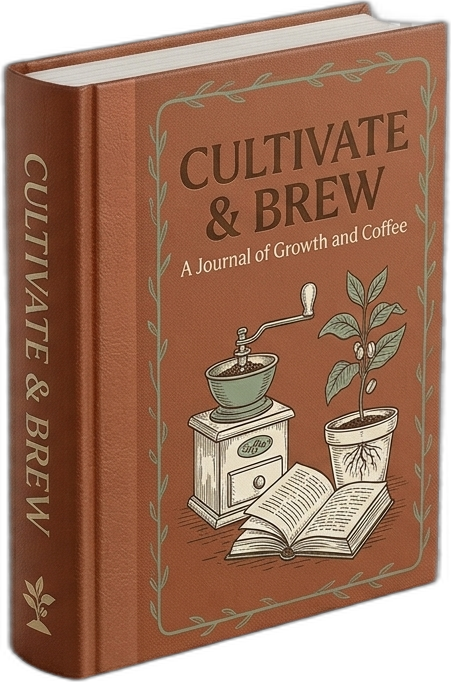 CULTIVATE
& BREW
A Journal of Growth and Coffee
CULTIVATE & BREW